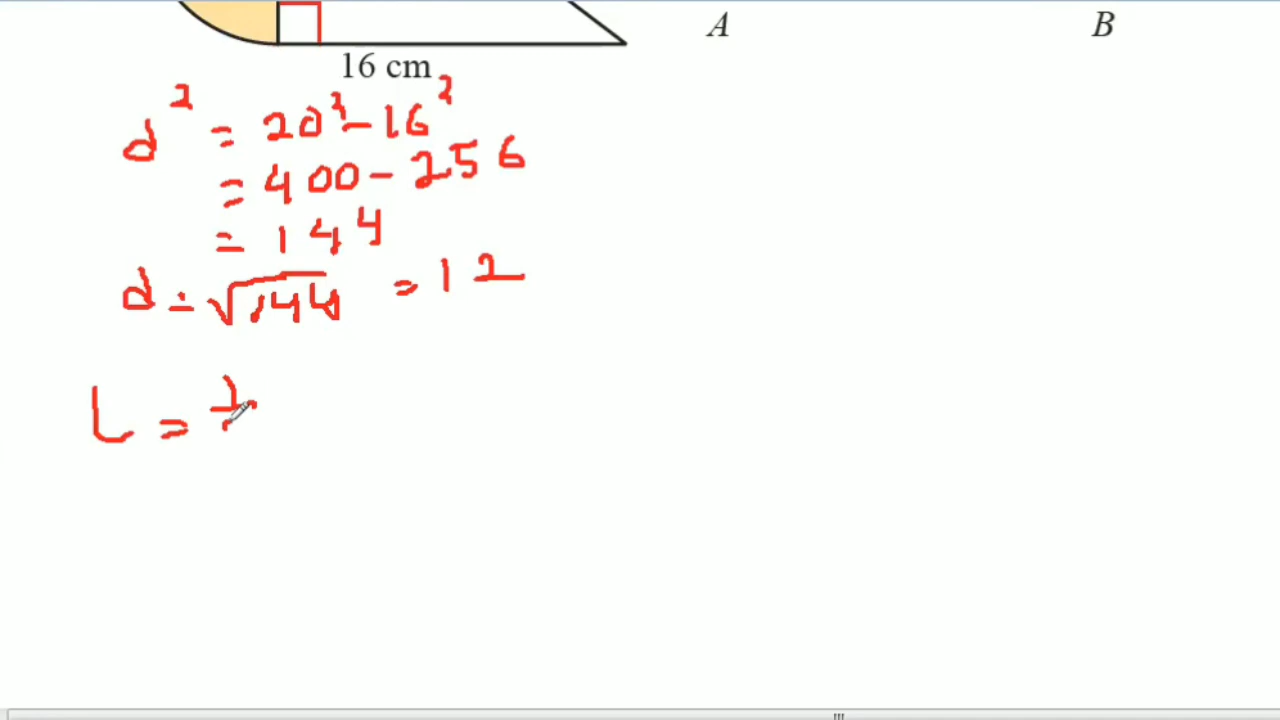 A B
16 cm
d² = 20² - 16²
= 400 - 256
= 144
d = √144 = 12
L =